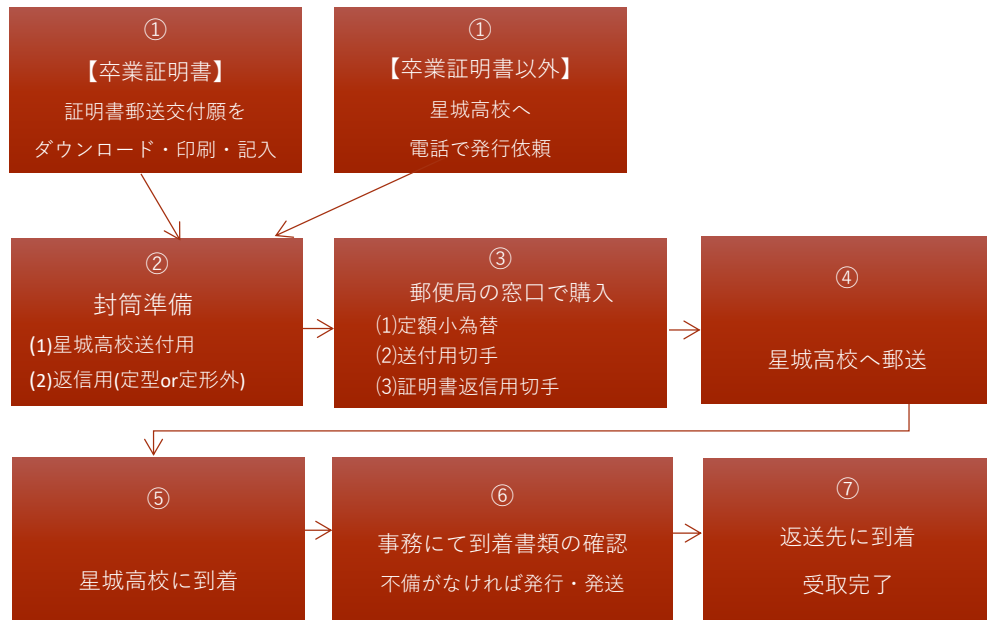 ①
【卒業証明書】
証明書郵送交付願を
ダウンロード・印刷・記入
①
【卒業証明書以外】
星城高校へ
電話で発行依頼
②
封筒準備
(1)星城高校送付用
(2)返信用(定型or定形外)
③
郵便局の窓口で購入
⑴定額小為替
⑵送付用切手
⑶証明書返信用切手
④
星城高校へ郵送
⑤
星城高校に到着
⑥
事務にて到着書類の確認
不備がなければ発行・発送
⑦
返送先に到着
受取完了